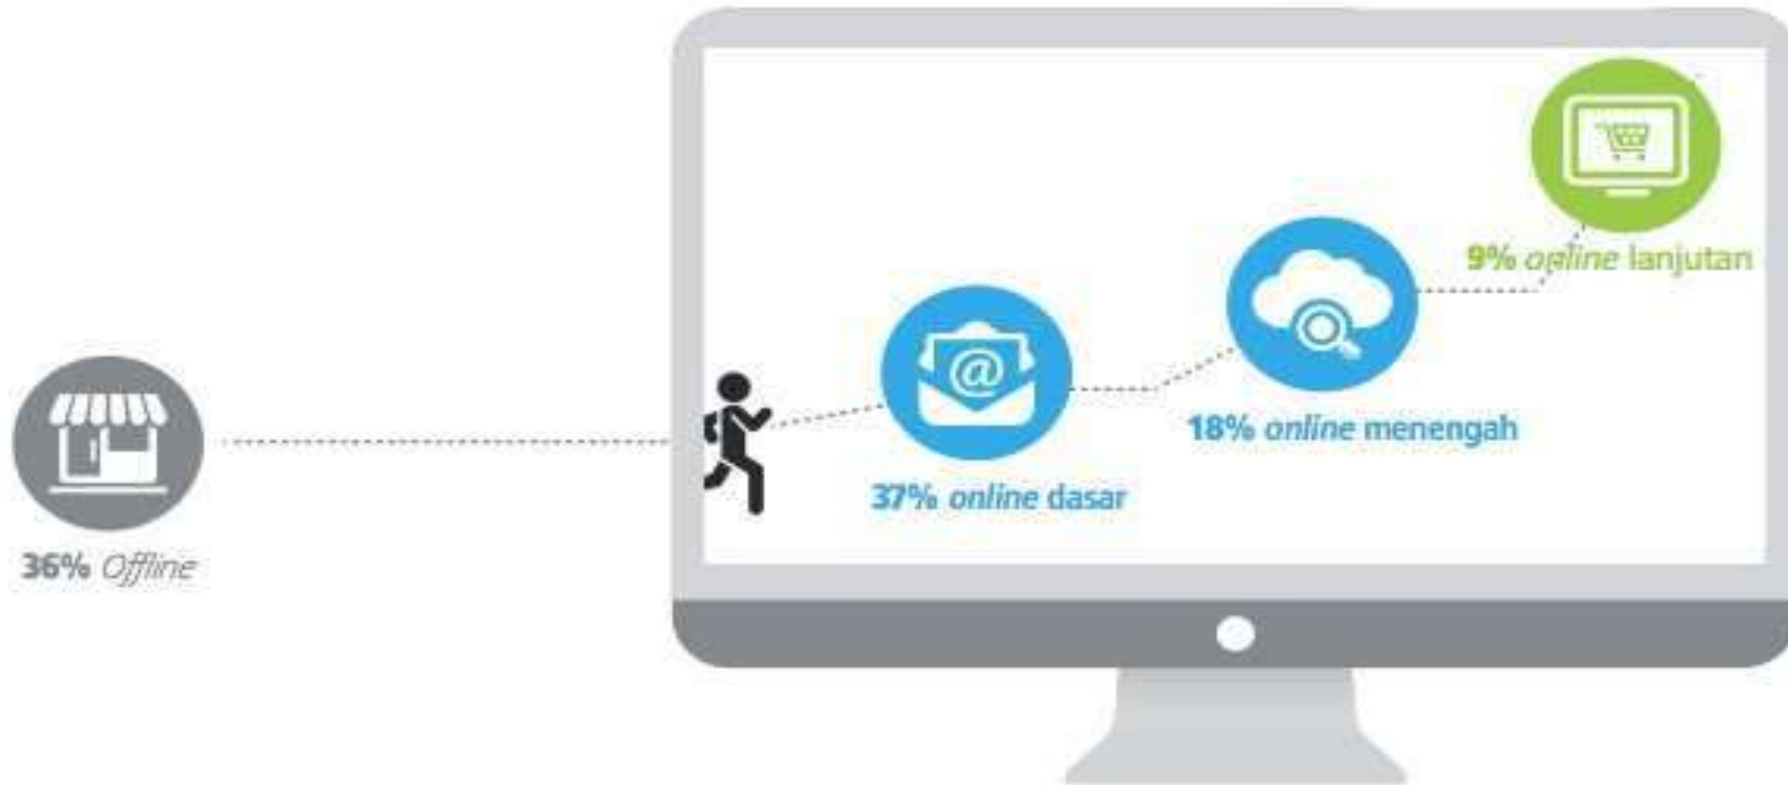 36% Offline
37% online dasar
18% online menengah
9% online lanjutan